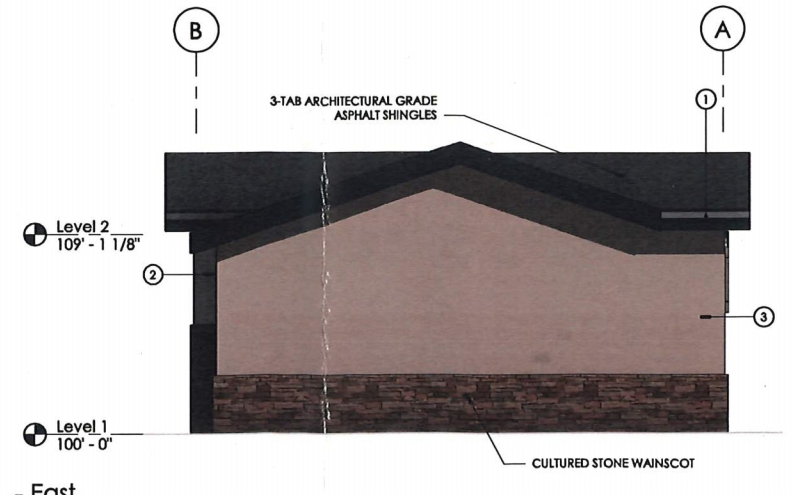 B
A
3-TAB ARCHITECTURAL GRADE
ASPHALT SHINGLES
1
Level 2
109' - 1 1/8"
2
3
Level 1
100' - 0"
CULTURED STONE WAINSCOT
- East